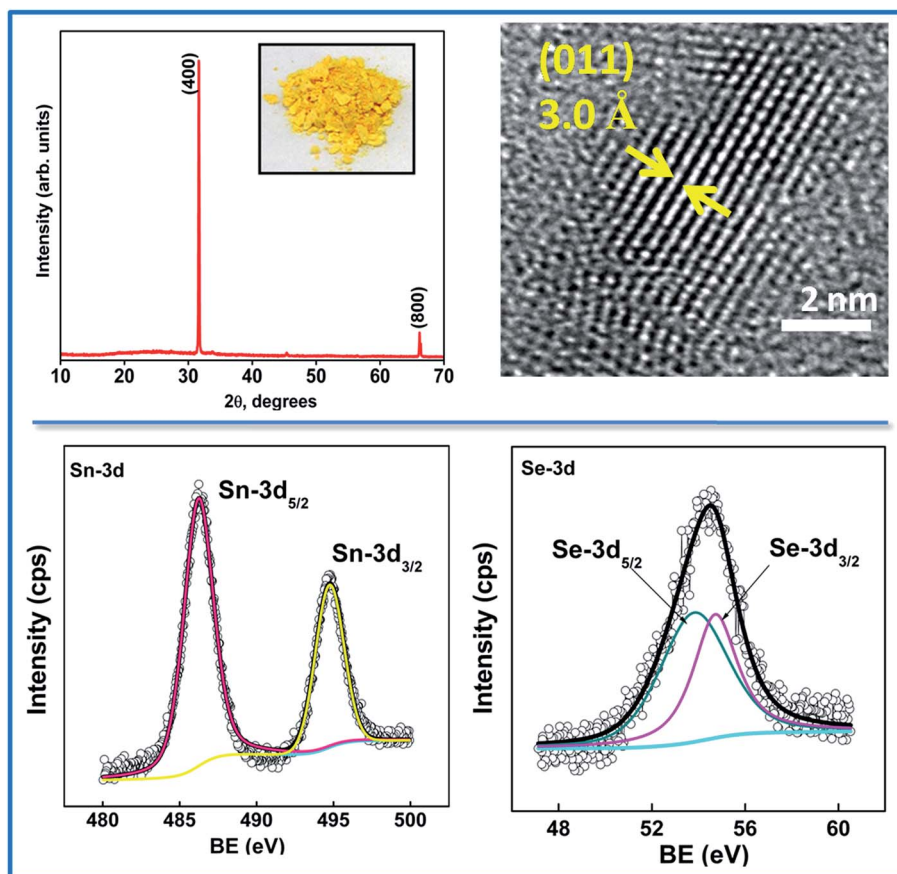 Intensity (arb. units)
(400)
(800)
10 20 30 40 50 60 70
2θ, degrees
(011)
3.0 Å
2 nm
Sn-3d
Sn-3d5/2
Sn-3d3/2
Intensity (cps)
480 485 490 495 500
BE (eV)
Se-3d
Se-3d5/2
Se-3d3/2
Intensity (cps)
48 52 56 60
BE (eV)